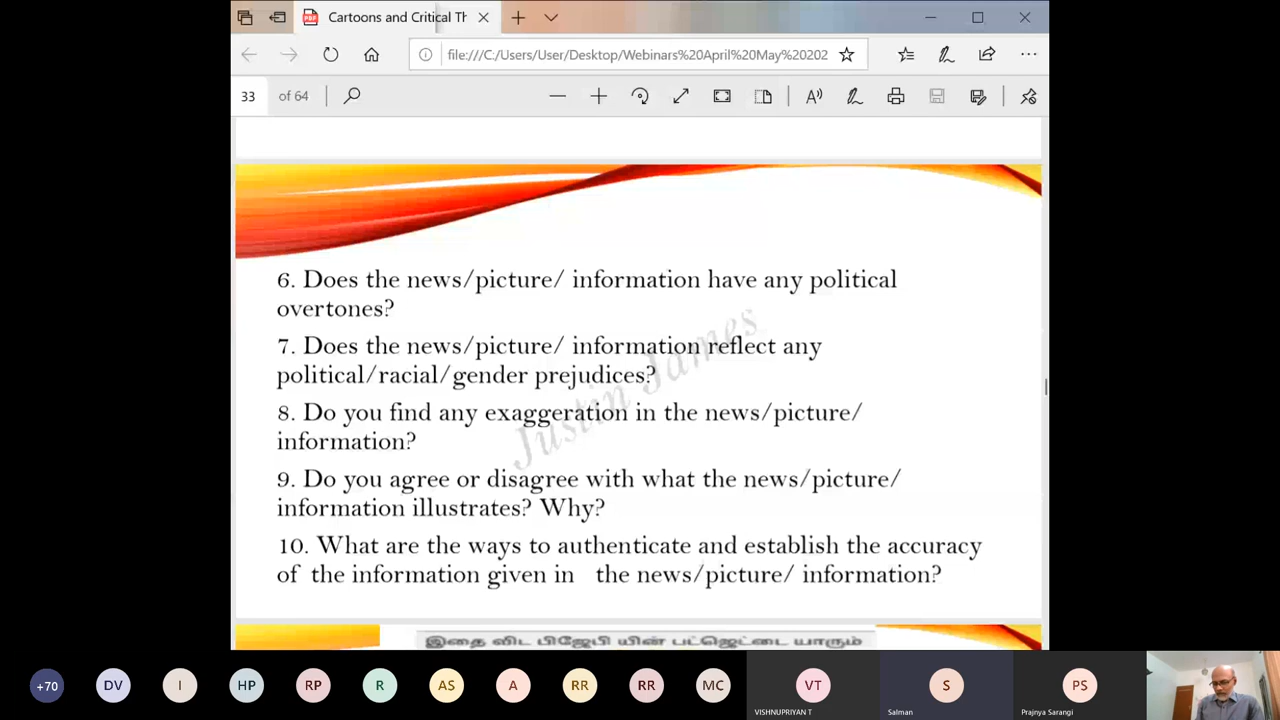 Cartoons and Critical Th
file:///C:/Users/User/Desktop/Webinars%20April%20May%20202
33 of 64
6. Does the news/picture/ information have any political
overtones?
7. Does the news/picture/ information reflect any
political/racial/gender prejudices?
8. Do you find any exaggeration in the news/picture/
information?
9. Do you agree or disagree with what the news/picture/
information illustrates? Why?
10. What are the ways to authenticate and establish the accuracy
of the information given in the news/picture/ information?
Justin James
இதை விட பிஜேபி யின் பட்ஜெட்டை யாரும்
+70 DV I HP RP R AS A RR RR MC VT S PS
VISHNUPRIYAN T Salman Prajnya Sarangi